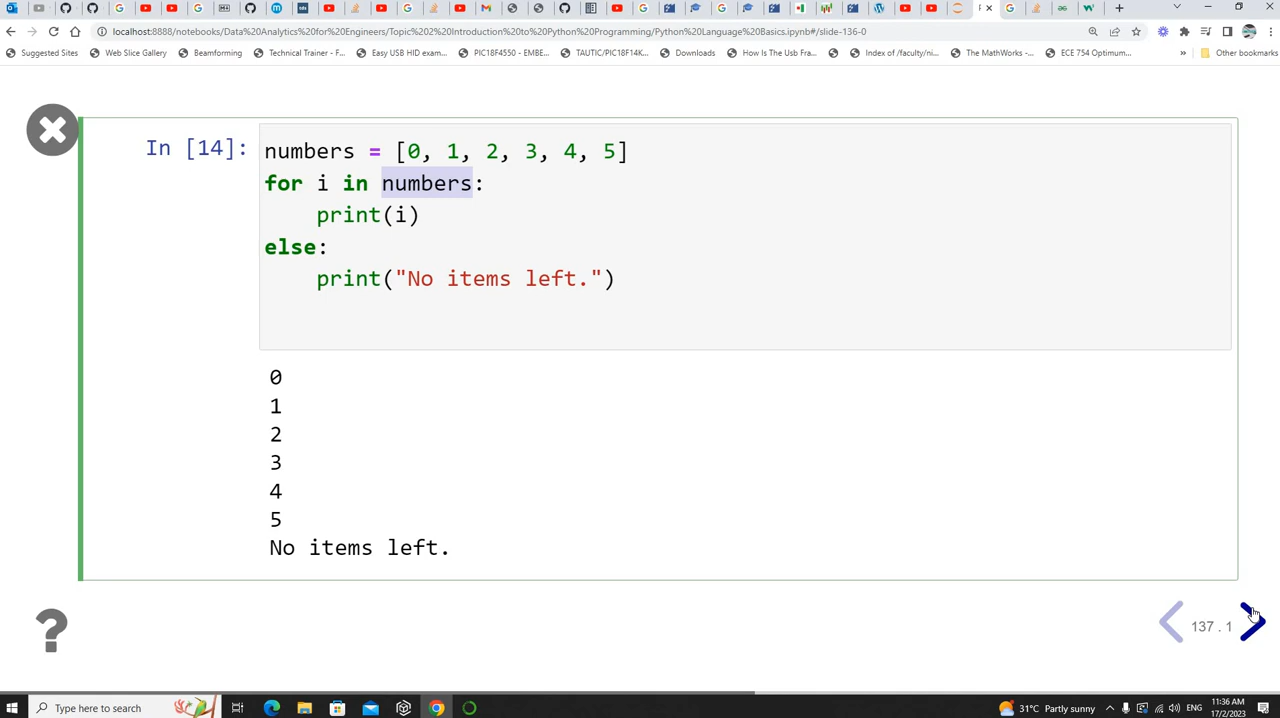 localhost:8888/notebooks/Data%20Analytics%20for%20Engineers/Topic%202%20Introduction%20to%20Python%20Programming/Python%20Language%20Basics.ipynb#/slide-136-0
Suggested Sites
Web Slice Gallery
Beamforming
Technical Trainer - F...
Easy USB HID exam...
PIC18F4550 - EMBE...
TAUTIC/PIC18F14K...
Downloads
How Is The Usb Fra...
Index of /faculty/ni...
The MathWorks -...
ECE 754 Optimum...
»
Other bookmarks
In [14]:
numbers = [0, 1, 2, 3, 4, 5]
for i in numbers:
print(i)
else:
print("No items left.")
0
1
2
3
4
5
No items left.
137 . 1
Type here to search
31°C Partly sunny
11:36 AM
17/2/2023